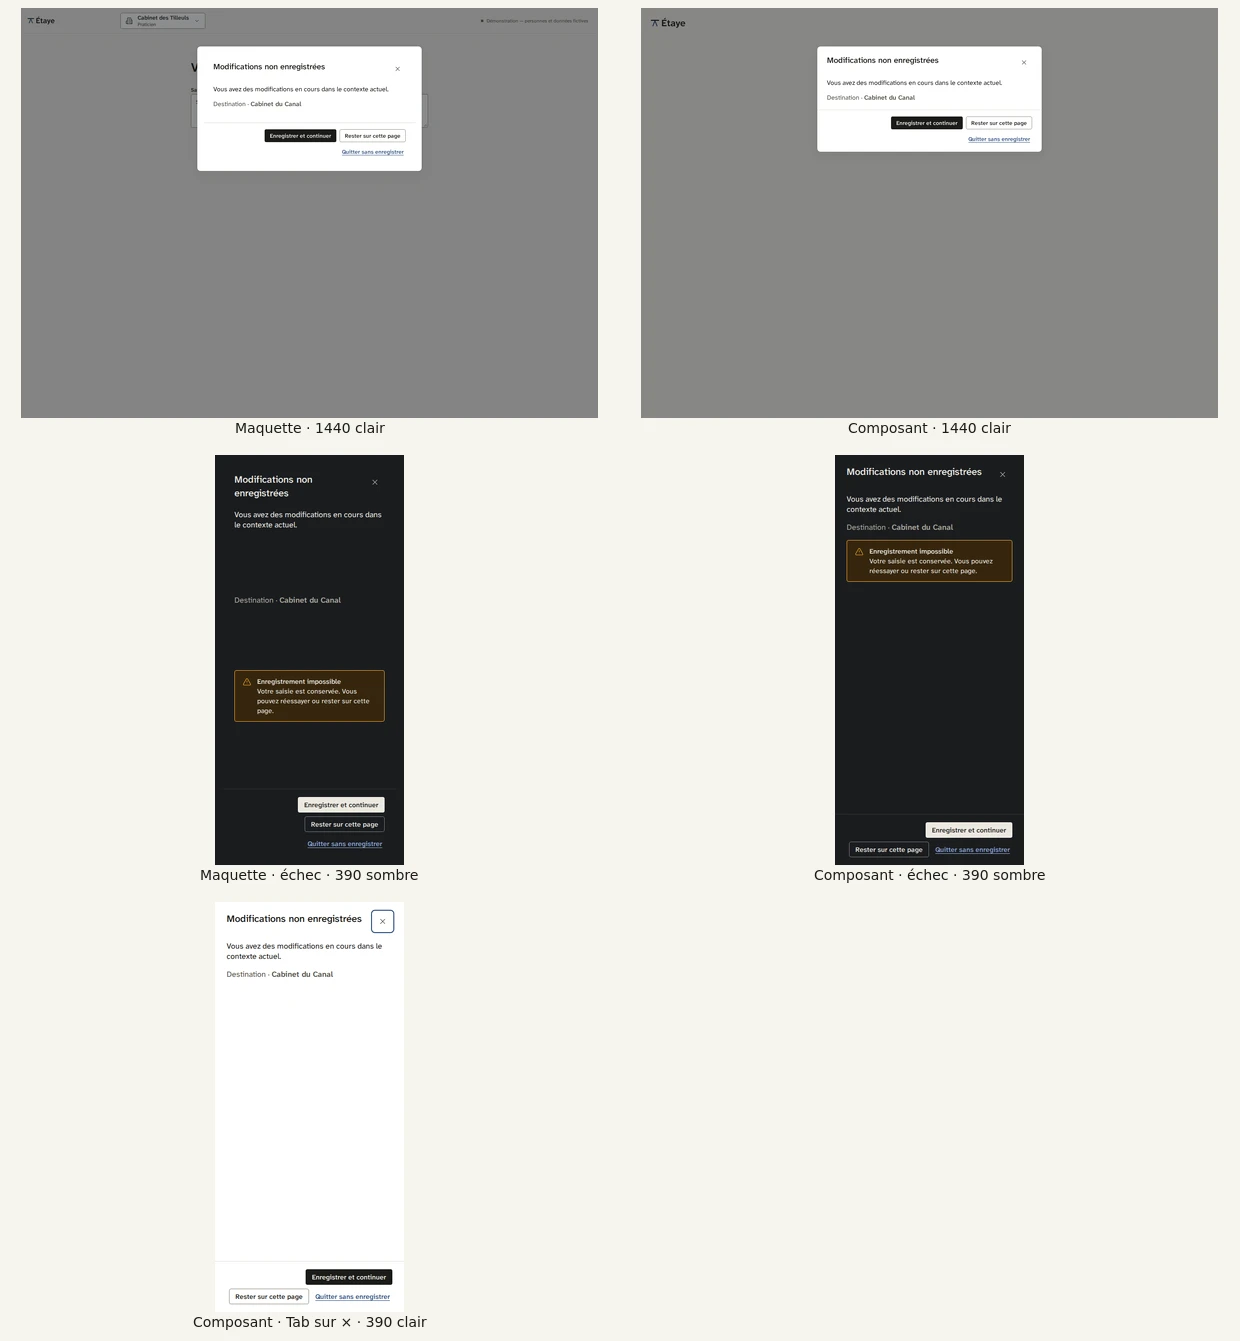 Étaye
Cabinet des Tilleuls
Praticien
Démonstration — personnes et données fictives
V
Modifications non enregistrées
×
Vous avez des modifications en cours dans le contexte actuel.
Destination · Cabinet du Canal
Enregistrer et continuer
Rester sur cette page
Quitter sans enregistrer
Maquette · 1440 clair
Étaye
Modifications non enregistrées
×
Vous avez des modifications en cours dans le contexte actuel.
Destination · Cabinet du Canal
Enregistrer et continuer
Rester sur cette page
Quitter sans enregistrer
Composant · 1440 clair
Modifications non
enregistrées
×
Vous avez des modifications en cours dans
le contexte actuel.
Destination · Cabinet du Canal
Enregistrement impossible
Votre saisie est conservée. Vous
pouvez réessayer ou rester sur cette
page.
Enregistrer et continuer
Rester sur cette page
Quitter sans enregistrer
Maquette · échec · 390 sombre
Modifications non enregistrées
×
Vous avez des modifications en cours dans le
contexte actuel.
Destination · Cabinet du Canal
Enregistrement impossible
Votre saisie est conservée. Vous pouvez
réessayer ou rester sur cette page.
Enregistrer et continuer
Rester sur cette page
Quitter sans enregistrer
Composant · échec · 390 sombre
Modifications non enregistrées
×
Vous avez des modifications en cours dans le
contexte actuel.
Destination · Cabinet du Canal
Enregistrer et continuer
Rester sur cette page
Quitter sans enregistrer
Composant · Tab sur × · 390 clair